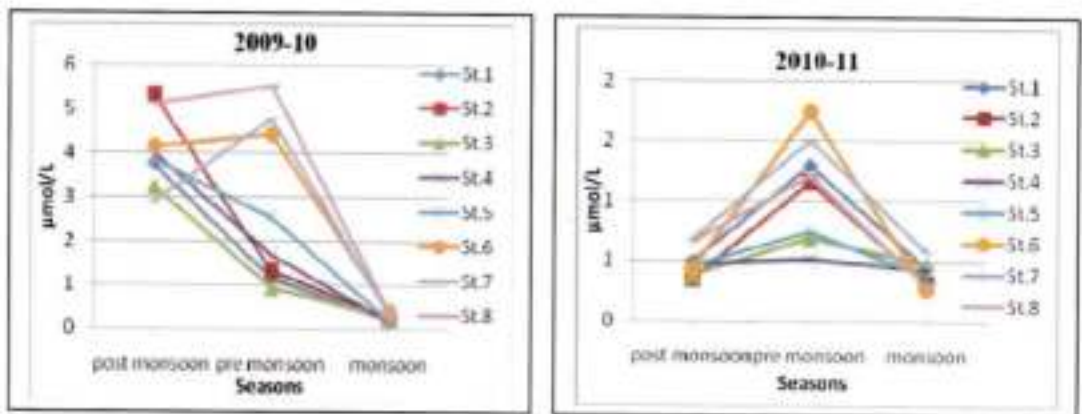 2009-10
6
5
4
3
2
1
0
µmol/L
post monsoon pre monsoon monsoon
Seasons
St.1
St.2
St.3
St.4
St.5
St.6
St.7
St.8
2010-11
2
2
1
1
0
µmol/L
post monsoon pre monsoon monsoon
Seasons
St.1
St.2
St.3
St.4
St.5
St.6
St.7
St.8